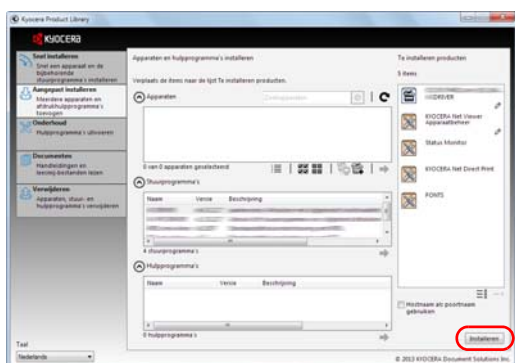 Kyocera Product Library
KYOCERA
Snel installeren
Snel een apparaat en de bijbehorende stuurprogramma's installeren
Aangepast installeren
Meerdere apparaten en afdrukhulpprogramma's toevoegen
Onderhoud
Hulpprogramma's uitvoeren
Documenten
Handleidingen en leesmij-bestanden lezen
Verwijderen
Apparaten, stuur- en hulpprogramma's verwijderen
Taal
Nederlands
Apparaten en hulpprogramma's installeren
Verplaats de items naar de lijst Te installeren producten.
Apparaten
Zoekapparaten
0 van 0 apparaten geselecteerd
Stuurprogramma's
Naam Versie Beschrijving
4 stuurprogramma's
Hulpprogramma's
Naam Versie Beschrijving
0 hulpprogramma's
Te installeren producten
5 items
DRIVER
KYOCERA Net Viewer
Apparaatbeheer
Status Monitor
KYOCERA Net Direct Print
FONTS
Hostnaam als poortnaam gebruiken
Installeren
© 2013 KYOCERA Document Solutions Inc.